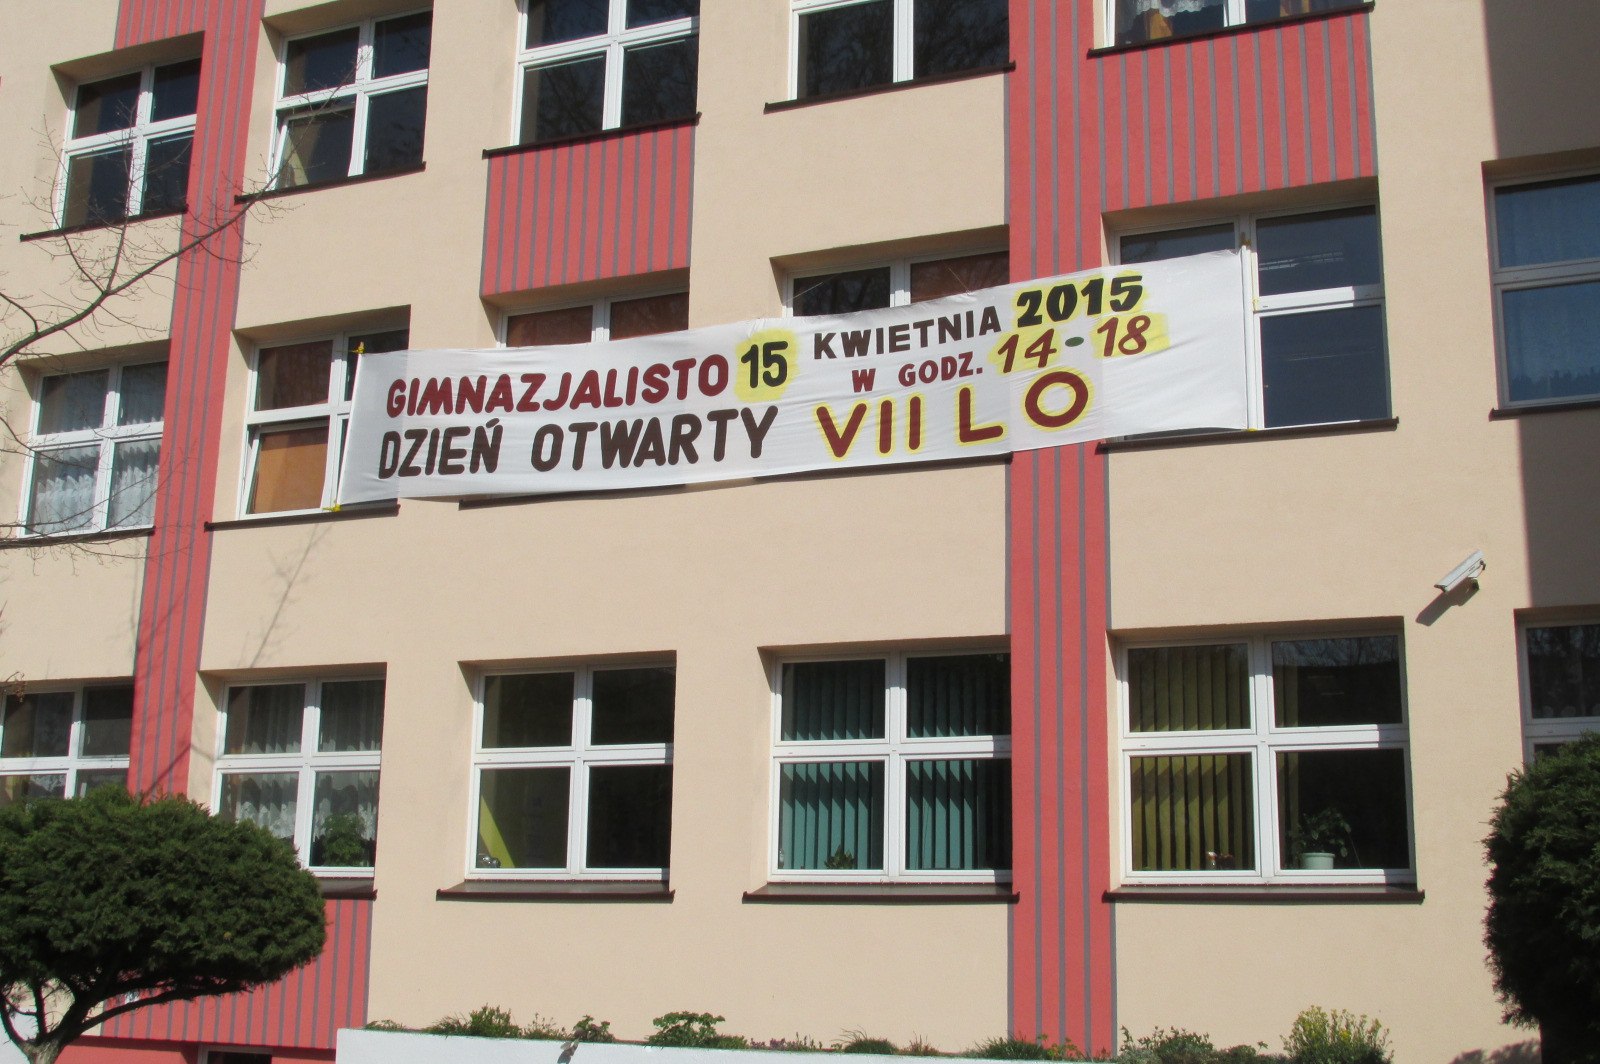 GIMNAZJALISTO 15 KWIETNIA 2015
W GODZ. 14-18
DZIEŃ OTWARTY VII LO